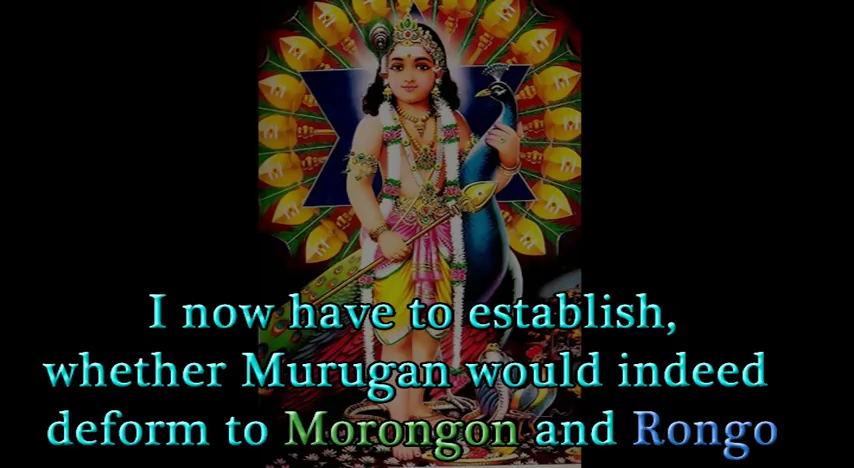 I now have to establish,
whether Murugan would indeed
deform to Morongon and Rongo